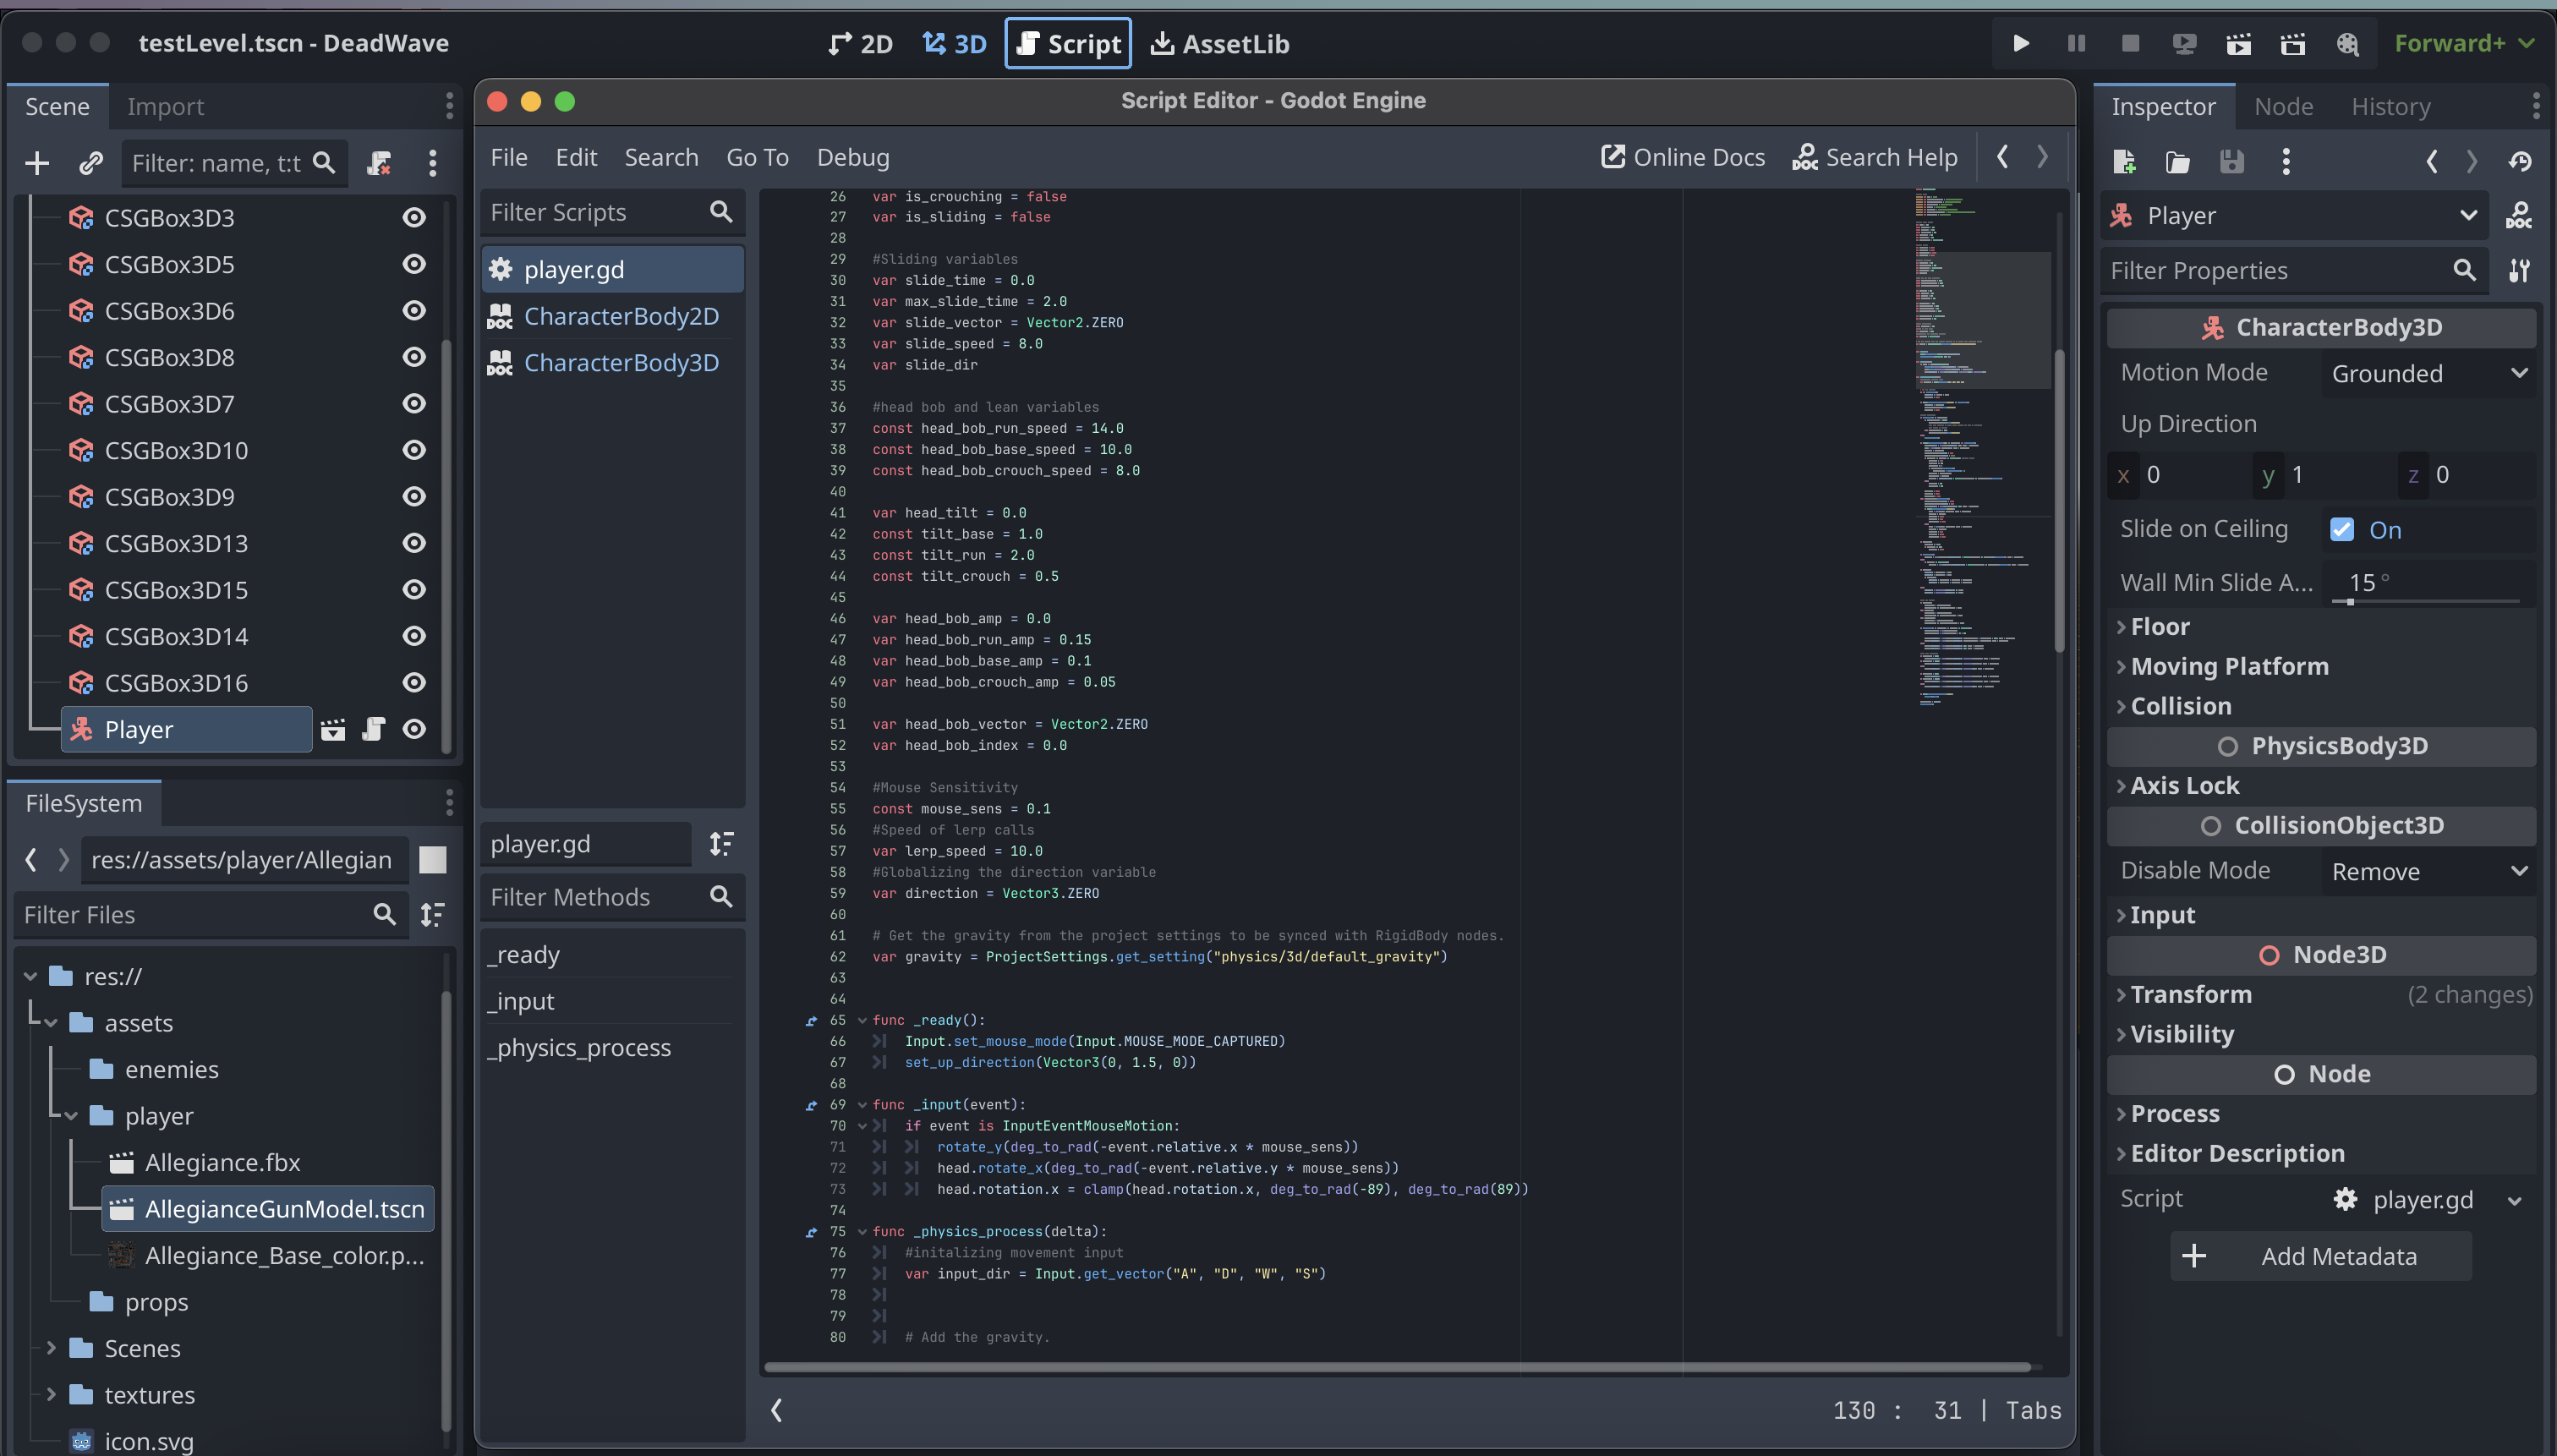 testLevel.tscn - DeadWave
2D
3D
Script
AssetLib
Forward+
Scene
Import
Filter: name, t:t
CSGBox3D3
CSGBox3D5
CSGBox3D6
CSGBox3D8
CSGBox3D7
CSGBox3D10
CSGBox3D9
CSGBox3D13
CSGBox3D15
CSGBox3D14
CSGBox3D16
Player
FileSystem
res://assets/player/Allegian
Filter Files
res://
assets
enemies
player
Allegiance.fbx
AllegianceGunModel.tscn
Allegiance_Base_color.p...
props
Scenes
textures
icon.svg
Script Editor - Godot Engine
File Edit Search Go To Debug
Online Docs
Search Help
Filter Scripts
player.gd
DOC CharacterBody2D
DOC CharacterBody3D
player.gd
Filter Methods
_ready
_input
_physics_process
26 var is_crouching = false
27 var is_sliding = false
28
29 #Sliding variables
30 var slide_time = 0.0
31 var max_slide_time = 2.0
32 var slide_vector = Vector2.ZERO
33 var slide_speed = 8.0
34 var slide_dir
35
36 #head bob and lean variables
37 const head_bob_run_speed = 14.0
38 const head_bob_base_speed = 10.0
39 const head_bob_crouch_speed = 8.0
40
41 var head_tilt = 0.0
42 const tilt_base = 1.0
43 const tilt_run = 2.0
44 const tilt_crouch = 0.5
45
46 var head_bob_amp = 0.0
47 var head_bob_run_amp = 0.15
48 var head_bob_base_amp = 0.1
49 var head_bob_crouch_amp = 0.05
50
51 var head_bob_vector = Vector2.ZERO
52 var head_bob_index = 0.0
53
54 #Mouse Sensitivity
55 const mouse_sens = 0.1
56 #Speed of lerp calls
57 var lerp_speed = 10.0
58 #Globalizing the direction variable
59 var direction = Vector3.ZERO
60
61 # Get the gravity from the project settings to be synced with RigidBody nodes.
62 var gravity = ProjectSettings.get_setting("physics/3d/default_gravity")
63
64
65 func _ready():
66 Input.set_mouse_mode(Input.MOUSE_MODE_CAPTURED)
67 set_up_direction(Vector3(0, 1.5, 0))
68
69 func _input(event):
70 if event is InputEventMouseMotion:
71 rotate_y(deg_to_rad(-event.relative.x * mouse_sens))
72 head.rotate_x(deg_to_rad(-event.relative.y * mouse_sens))
73 head.rotation.x = clamp(head.rotation.x, deg_to_rad(-89), deg_to_rad(89))
74
75 func _physics_process(delta):
76 #initalizing movement input
77 var input_dir = Input.get_vector("A", "D", "W", "S")
78
79
80 # Add the gravity.
130 : 31 | Tabs
Inspector
Node
History
Player
DOC
Filter Properties
CharacterBody3D
Motion Mode Grounded
Up Direction
x 0 y 1 z 0
Slide on Ceiling On
Wall Min Slide A... 15 °
Floor
Moving Platform
Collision
PhysicsBody3D
Axis Lock
CollisionObject3D
Disable Mode Remove
Input
Node3D
Transform (2 changes)
Visibility
Node
Process
Editor Description
Script player.gd
Add Metadata